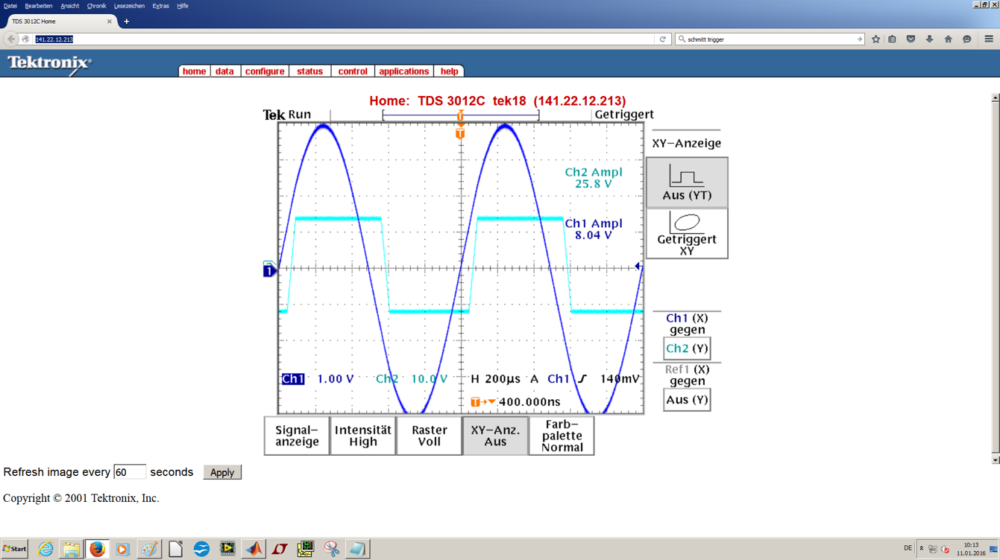 Datei Bearbeiten Ansicht Chronik Lesezeichen Extras Hilfe
TDS 3012C Home
141.22.12.213
schmitt trigger
Tektronix®
home data configure status control applications help
Home: TDS 3012C tek18 (141.22.12.213)
Tek Run
Getriggert
T
T
XY-Anzeige
Ch2 Ampl
25.8 V
Aus (YT)
Ch1 Ampl
8.04 V
Getriggert
XY
1
Ch1 (X)
gegen
Ch2 (Y)
Ref1 (X)
gegen
Aus (Y)
Ch1 1.00 V Ch2 10.0 V H 200µs A Ch1 140mV
T 400.000ns
Signal-
anzeige
Intensität
High
Raster
Voll
XY-Anz.
Aus
Farb-
palette
Normal
Refresh image every 60 seconds Apply
Copyright © 2001 Tektronix, Inc.
Start
DE
10:13
11.01.2016